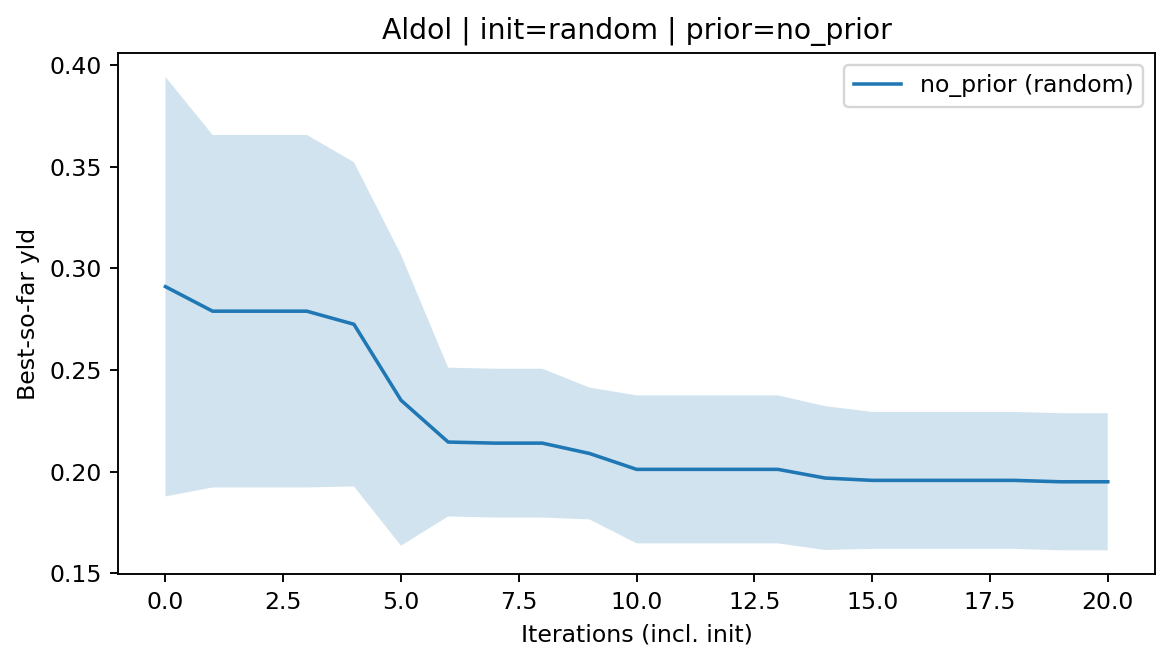 Aldol | init=random | prior=no_prior
no_prior (random)
Best-so-far yld
0.40
0.35
0.30
0.25
0.20
0.15
0.0 2.5 5.0 7.5 10.0 12.5 15.0 17.5 20.0
Iterations (incl. init)